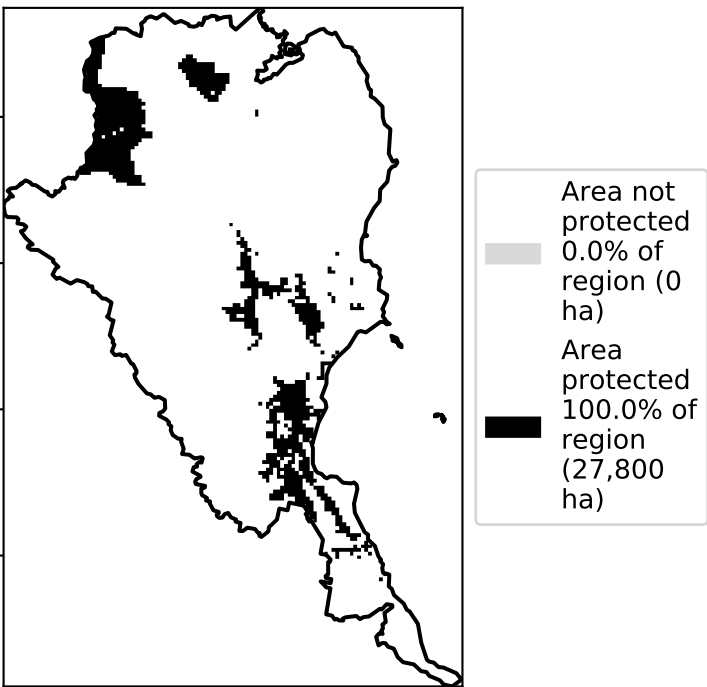 Area not
protected
0.0% of
region (0
ha)
Area
protected
100.0% of
region
(27,800
ha)